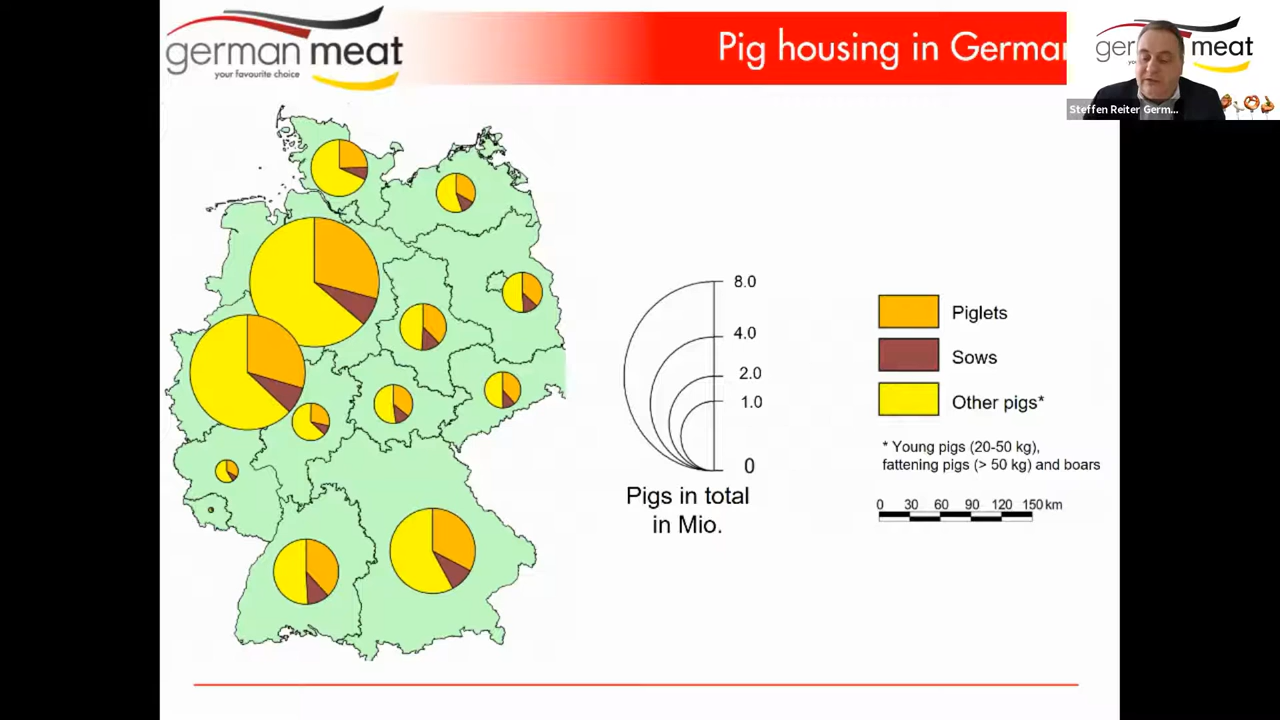 german meat
your favourite choice
Pig housing in German
german meat
Steffen Reiter Germ...
8.0
4.0
2.0
1.0
0
Pigs in total
in Mio.
Piglets
Sows
Other pigs*
* Young pigs (20-50 kg),
fattening pigs (> 50 kg) and boars
0 30 60 90 120 150 km